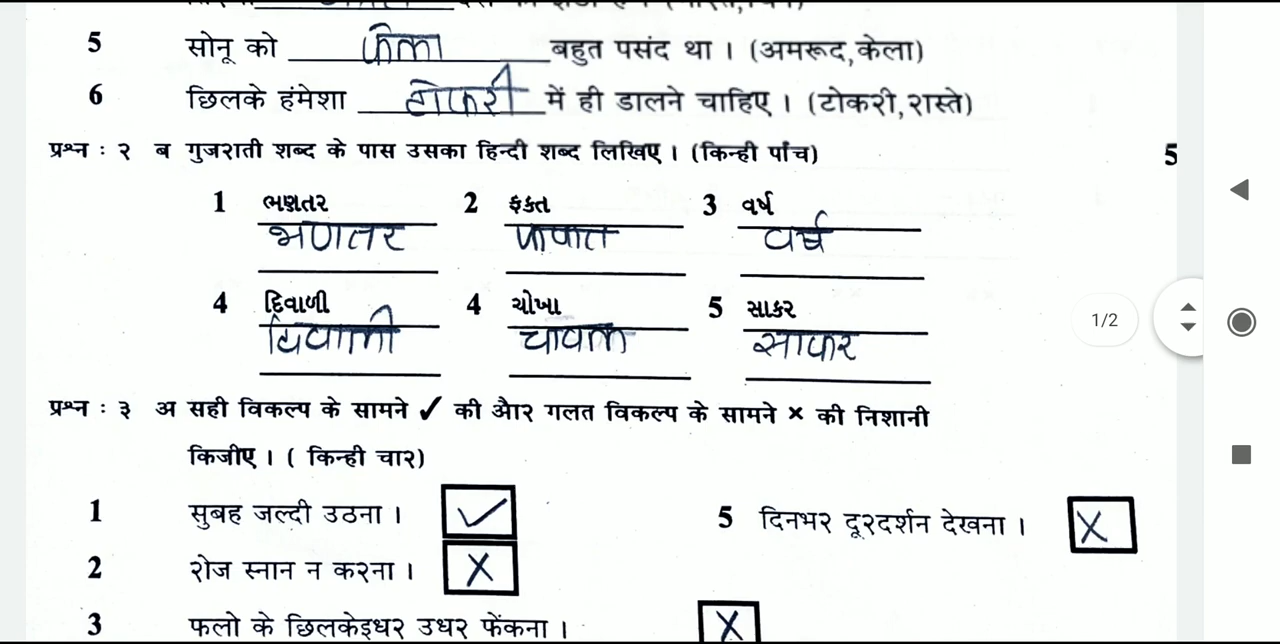 5 सोनू को केला बहुत पसंद था । (अमरूद,केला)
6 छिलके हंमेशा टोकरी में ही डालने चाहिए । (टोकरी,रास्ते)
प्रश्न : २ ब गुजराती शब्द के पास उसका हिन्दी शब्द लिखिए । (किन्ही पाँच) 5
1 ભણતર 2 ફક્ત 3 વર્ષ
भणतर वर्ष
4 દિવાળી 4 ચોખા 5 સાકર
दिवाली चावल साकर
प्रश्न : ३ अ सही विकल्प के सामने ✓ की और गलत विकल्प के सामने × की निशानी
किजीए । ( किन्ही चार)
1/2
1 सुबह जल्दी उठना । ✓ 5 दिनभर दूरदर्शन देखना । X
2 रोज स्नान न करना । X
3 फलो के छिलकेइधर उधर फेंकना । X